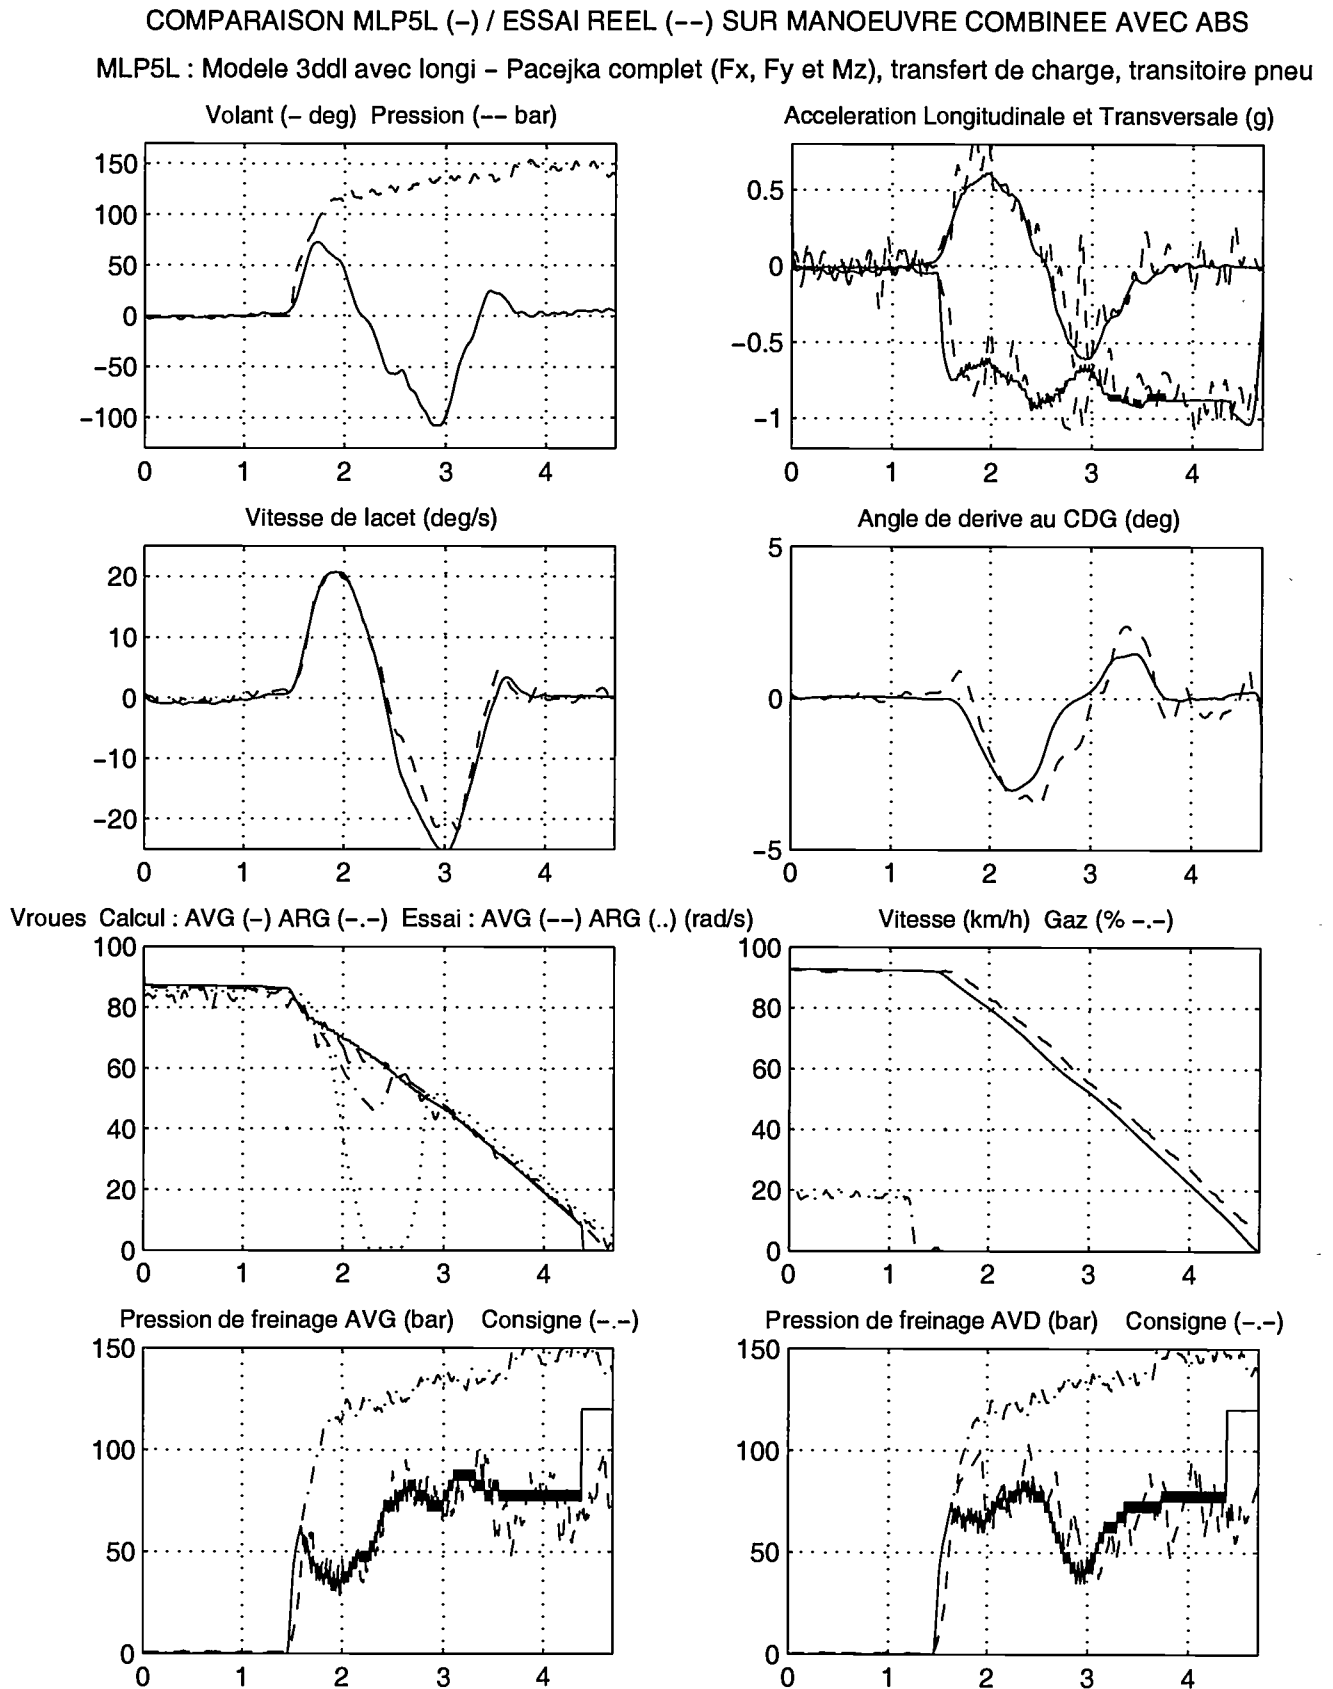 COMPARAISON MLP5L (-) / ESSAI REEL (--) SUR MANOEUVRE COMBINEE AVEC ABS
MLP5L : Modele 3ddl avec longi - Pacejka complet (Fx, Fy et Mz), transfert de charge, transitoire pneu
Volant (- deg) Pression (-- bar)
150
100
50
0
-50
-100
0 1 2 3 4
Acceleration Longitudinale et Transversale (g)
0.5
0
-0.5
-1
0 1 2 3 4
Vitesse de lacet (deg/s)
20
10
0
-10
-20
0 1 2 3 4
Angle de derive au CDG (deg)
5
0
-5
0 1 2 3 4
Vroues Calcul : AVG (-) ARG (-.-) Essai : AVG (--) ARG (..) (rad/s)
100
80
60
40
20
0
0 1 2 3 4
Vitesse (km/h) Gaz (% -.-)
100
80
60
40
20
0
0 1 2 3 4
Pression de freinage AVG (bar) Consigne (-.-)
150
100
50
0
0 1 2 3 4
Pression de freinage AVD (bar) Consigne (-.-)
150
100
50
0
0 1 2 3 4